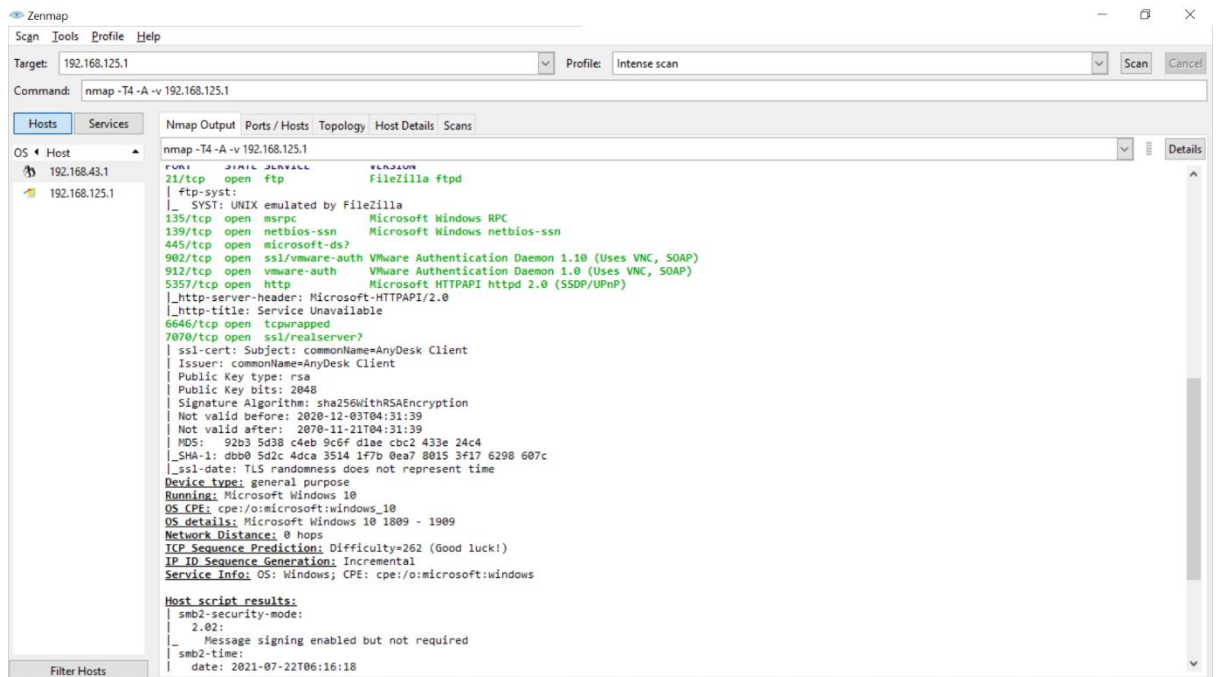 Zenmap
Scan Tools Profile Help
Target: 192.168.125.1 Profile: Intense scan Scan Cancel
Command: nmap -T4 -A -v 192.168.125.1
Hosts Services Nmap Output Ports / Hosts Topology Host Details Scans
OS Host nmap -T4 -A -v 192.168.125.1 Details
192.168.43.1
192.168.125.1
PORT STATE SERVICE VERSION
21/tcp open ftp FileZilla ftpd
| ftp-syst:
|_ SYST: UNIX emulated by FileZilla
135/tcp open msrpc Microsoft Windows RPC
139/tcp open netbios-ssn Microsoft Windows netbios-ssn
445/tcp open microsoft-ds?
902/tcp open ssl/vmware-auth VMware Authentication Daemon 1.10 (Uses VNC, SOAP)
912/tcp open vmware-auth VMware Authentication Daemon 1.0 (Uses VNC, SOAP)
5357/tcp open http Microsoft HTTPAPI httpd 2.0 (SSDP/UPnP)
|_http-server-header: Microsoft-HTTPAPI/2.0
|_http-title: Service Unavailable
6646/tcp open tcpwrapped
7070/tcp open ssl/realserver?
| ssl-cert: Subject: commonName=AnyDesk Client
| Issuer: commonName=AnyDesk Client
| Public Key type: rsa
| Public Key bits: 2048
| Signature Algorithm: sha256WithRSAEncryption
| Not valid before: 2020-12-03T04:31:39
| Not valid after: 2070-11-21T04:31:39
| MD5: 92b3 5d38 c4eb 9c6f d1ae cbc2 433e 24c4
|_SHA-1: dbb0 5d2c 4dca 3514 1f7b 0ea7 8015 3f17 6298 607c
|_ssl-date: TLS randomness does not represent time
Device type: general purpose
Running: Microsoft Windows 10
OS CPE: cpe:/o:microsoft:windows_10
OS details: Microsoft Windows 10 1809 - 1909
Network Distance: 0 hops
TCP Sequence Prediction: Difficulty=262 (Good luck!)
IP ID Sequence Generation: Incremental
Service Info: OS: Windows; CPE: cpe:/o:microsoft:windows
Host script results:
| smb2-security-mode:
| 2.02:
|_ Message signing enabled but not required
| smb2-time:
| date: 2021-07-22T06:16:18
Filter Hosts